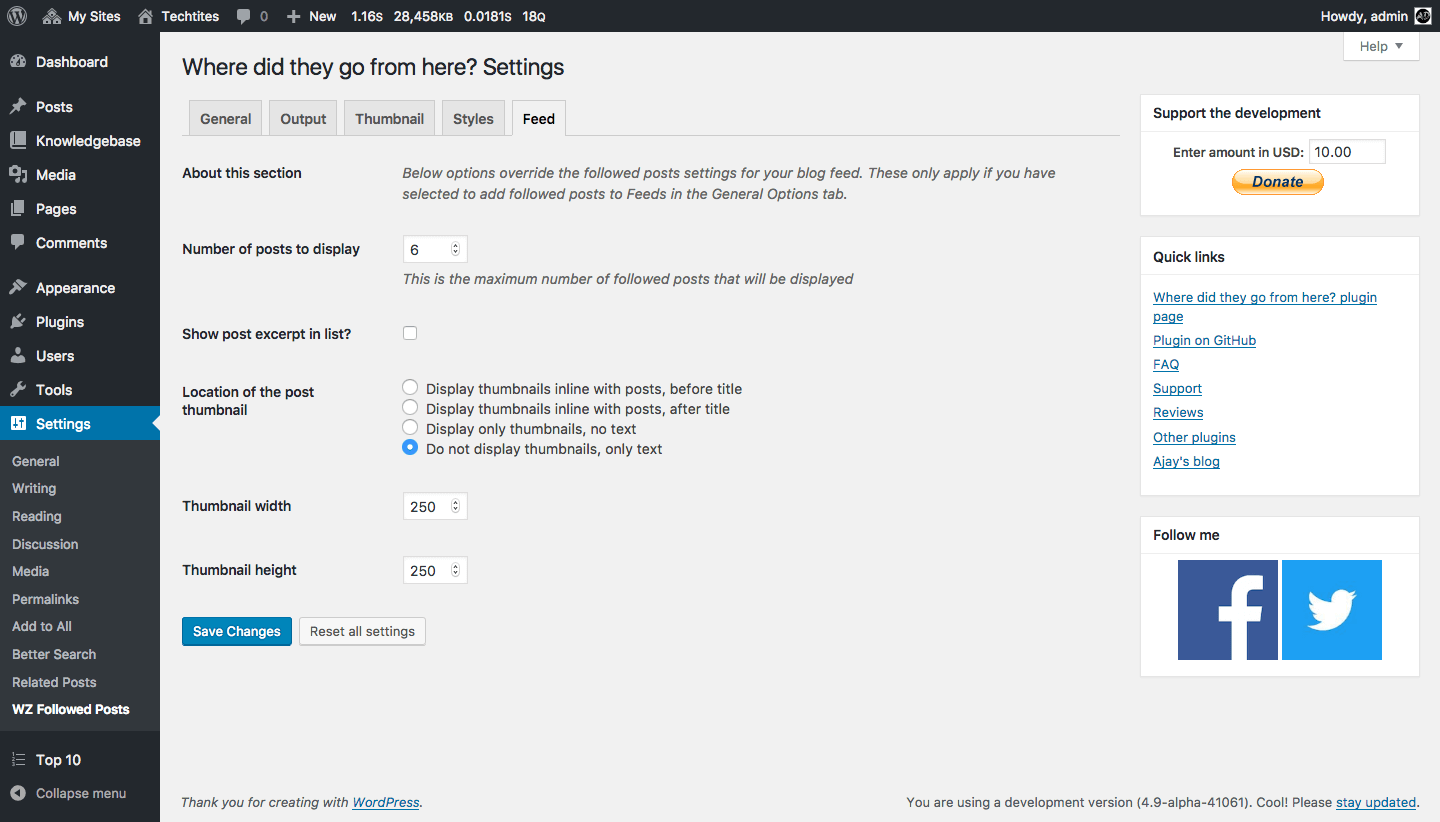 My Sites Techtites 0 New 1.16S 28,458KB 0.0181S 18Q Howdy, admin
Help
Dashboard
Posts
Knowledgebase
Media
Pages
Comments
Appearance
Plugins
Users
Tools
Settings
General
Writing
Reading
Discussion
Media
Permalinks
Add to All
Better Search
Related Posts
WZ Followed Posts
Top 10
Collapse menu
Where did they go from here? Settings
General Output Thumbnail Styles Feed
About this section
Below options override the followed posts settings for your blog feed. These only apply if you have
selected to add followed posts to Feeds in the General Options tab.
Number of posts to display
6
This is the maximum number of followed posts that will be displayed
Show post excerpt in list?
Location of the post
thumbnail
Display thumbnails inline with posts, before title
Display thumbnails inline with posts, after title
Display only thumbnails, no text
Do not display thumbnails, only text
Thumbnail width
250
Thumbnail height
250
Save Changes Reset all settings
Support the development
Enter amount in USD: 10.00
Donate
Quick links
Where did they go from here? plugin
page
Plugin on GitHub
FAQ
Support
Reviews
Other plugins
Ajay's blog
Follow me
Thank you for creating with WordPress.
You are using a development version (4.9-alpha-41061). Cool! Please stay updated.